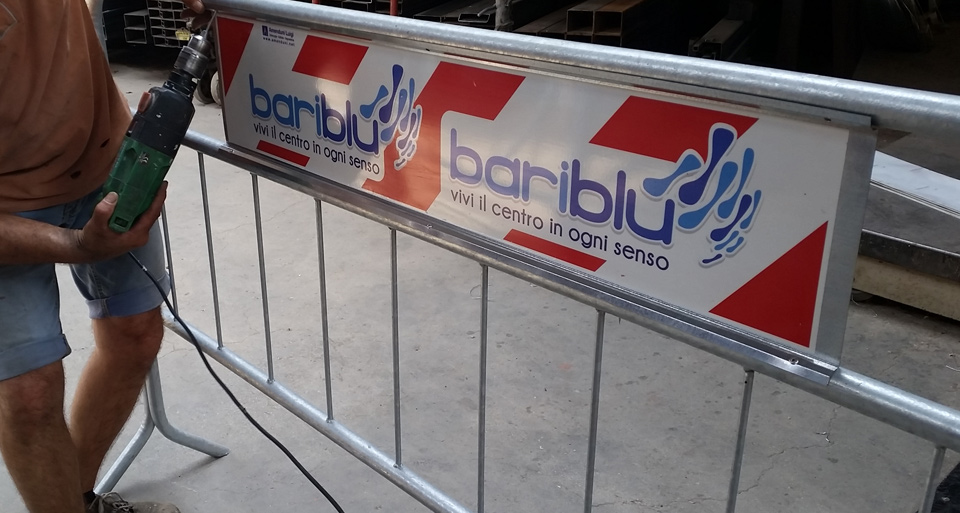 bariblu
vivi il centro in ogni senso
bariblu
vivi il centro in ogni senso